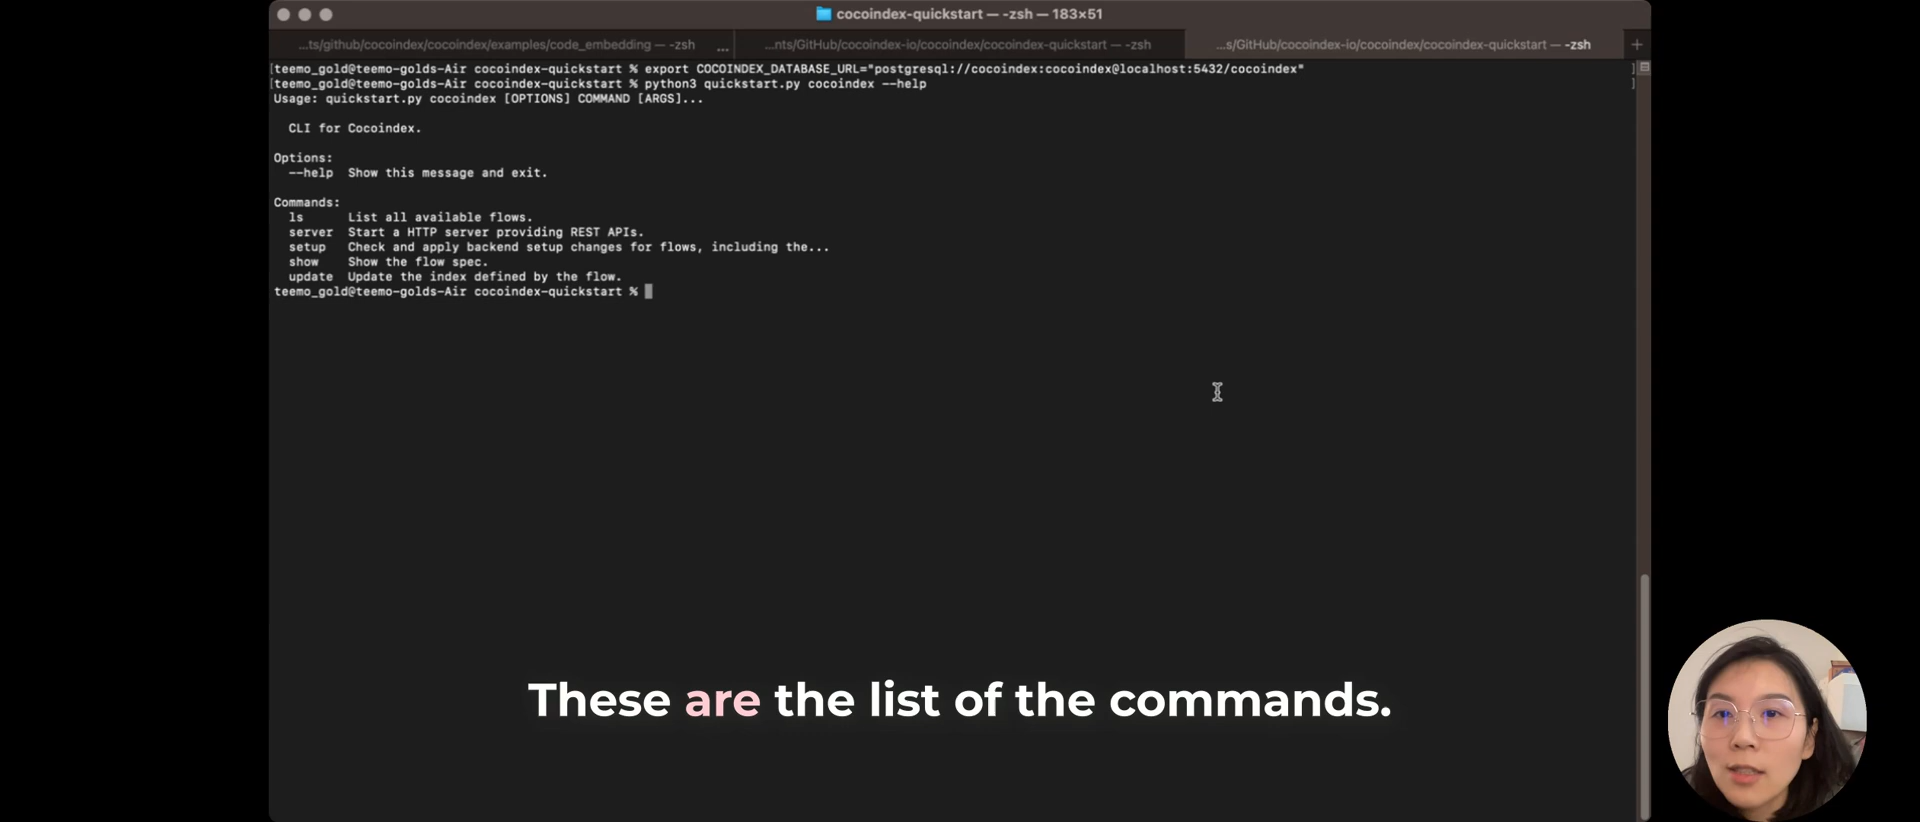 cocoindex-quickstart — -zsh — 183×51
...ts/github/cocoindex/cocoindex/examples/code_embedding — -zsh ... ...nts/GitHub/cocoindex-io/cocoindex/cocoindex-quickstart — -zsh ...s/GitHub/cocoindex-io/cocoindex/cocoindex-quickstart — -zsh +
[teemo_gold@teemo-golds-Air cocoindex-quickstart % export COCOINDEX_DATABASE_URL="postgresql://cocoindex:cocoindex@localhost:5432/cocoindex" ]
[teemo_gold@teemo-golds-Air cocoindex-quickstart % python3 quickstart.py cocoindex --help ]
Usage: quickstart.py cocoindex [OPTIONS] COMMAND [ARGS]...
CLI for Cocoindex.
Options:
--help Show this message and exit.
Commands:
ls List all available flows.
server Start a HTTP server providing REST APIs.
setup Check and apply backend setup changes for flows, including the...
show Show the flow spec.
update Update the index defined by the flow.
teemo_gold@teemo-golds-Air cocoindex-quickstart %
These are the list of the commands.